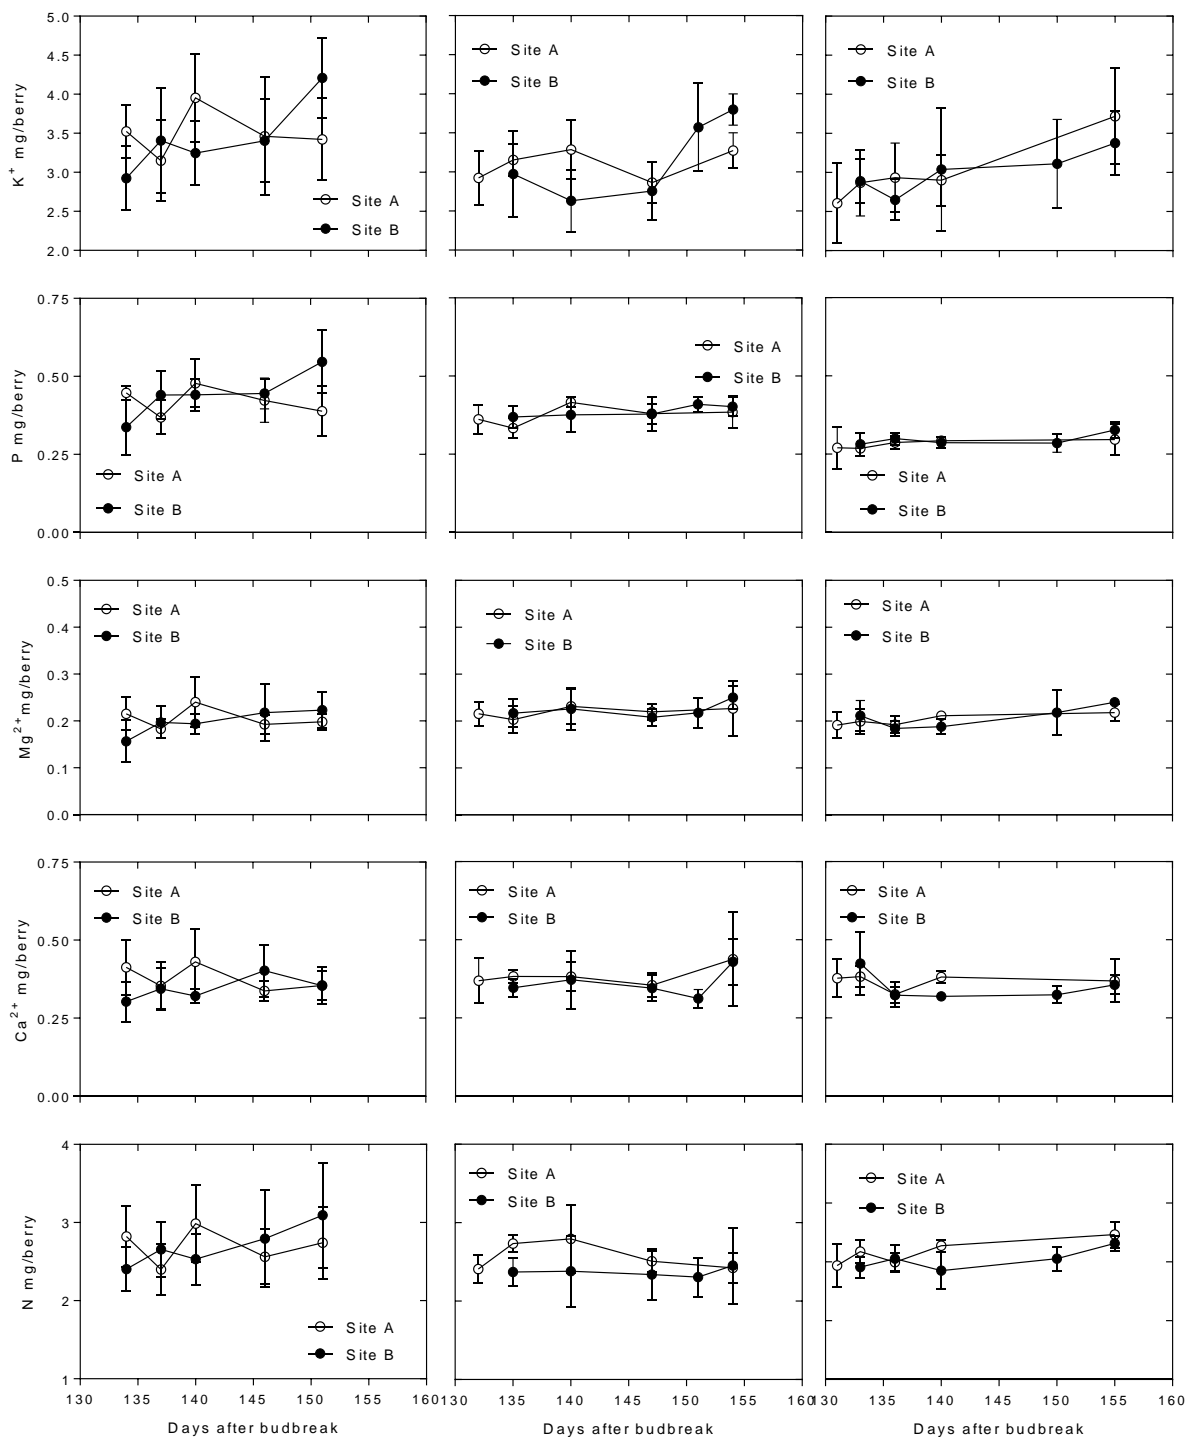 5.0
4.5
4.0
3.5
3.0
2.5
2.0
K+ mg/berry
Site A
Site B
Site A
Site B
Site A
Site B
0.75
0.50
0.25
0.00
P mg/berry
Site A
Site B
Site A
Site B
Site A
Site B
0.5
0.4
0.3
0.2
0.1
0.0
Mg2+ mg/berry
Site A
Site B
Site A
Site B
Site A
Site B
0.75
0.50
0.25
0.00
Ca2+ mg/berry
Site A
Site B
Site A
Site B
Site A
Site B
4
3
2
1
N mg/berry
Site A
Site B
Site A
Site B
Site A
Site B
130 135 140 145 150 155 160 130 135 140 145 150 155 160 130 135 140 145 150 155 160
Days after budbreak Days after budbreak Days after budbreak